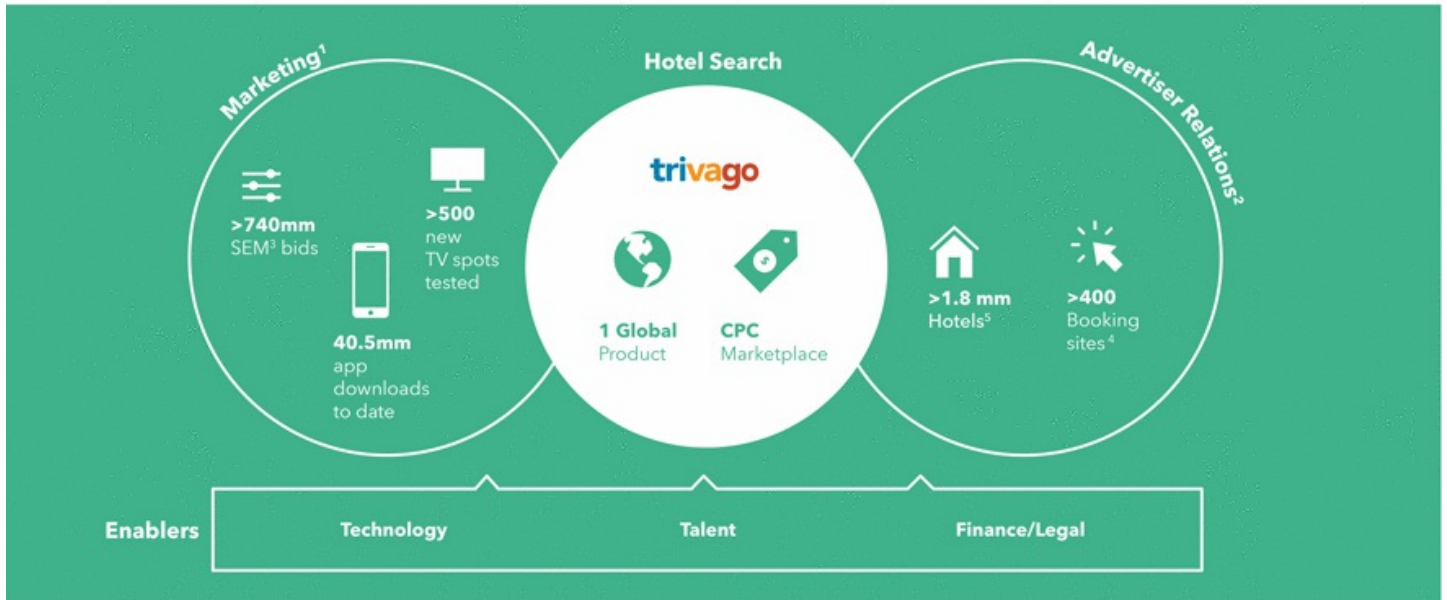 Marketing¹
>740mm
SEM³ bids
40.5mm
app
downloads
to date
>500
new
TV spots
tested
Hotel Search
trivago
1 Global
Product
CPC
Marketplace
$
Advertiser Relations²
>1.8 mm
Hotels⁵
>400
Booking
sites⁴
Enablers
Technology
Talent
Finance/Legal